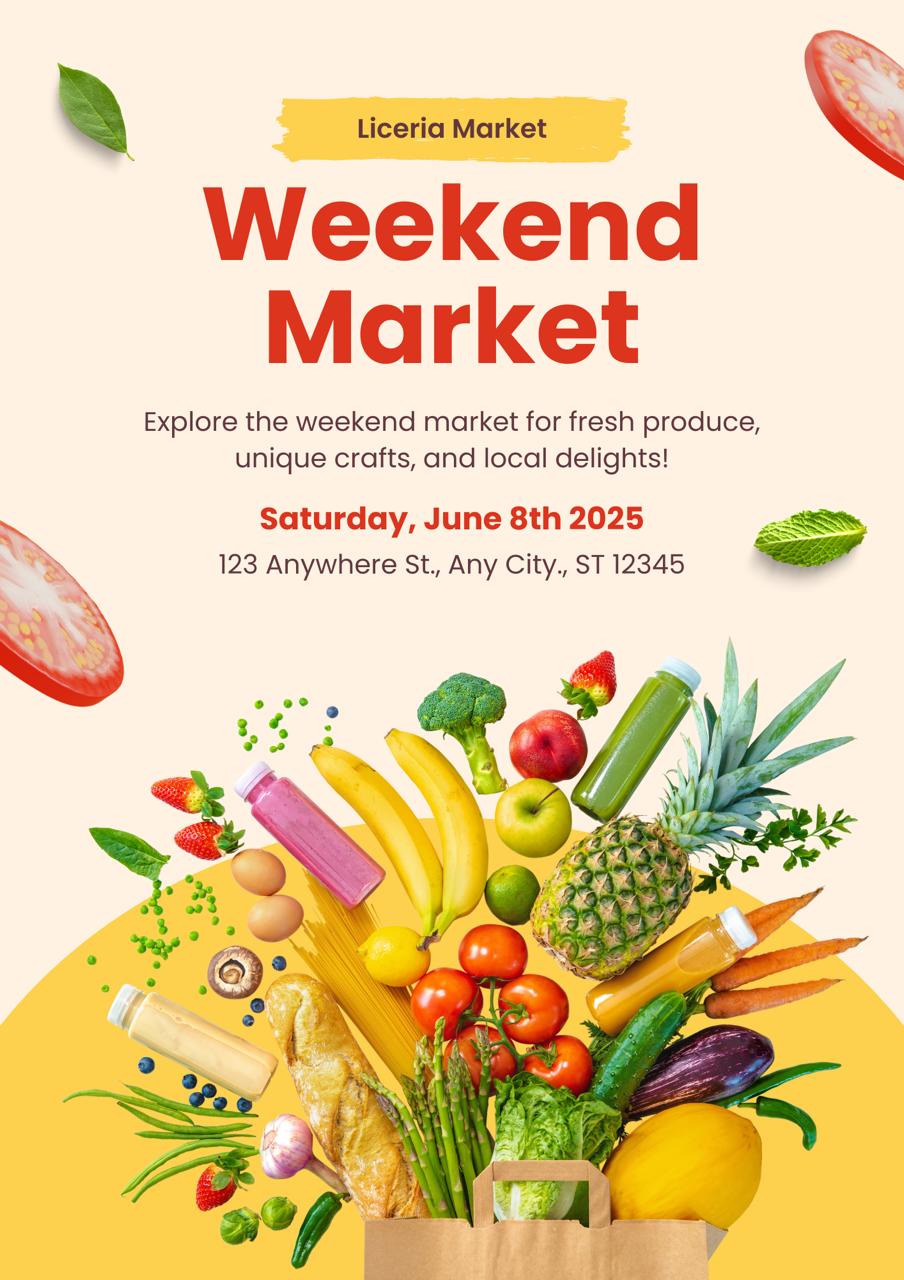 Liceria Market
Weekend
Market
Explore the weekend market for fresh produce,
unique crafts, and local delights!
Saturday, June 8th 2025
123 Anywhere St., Any City., ST 12345